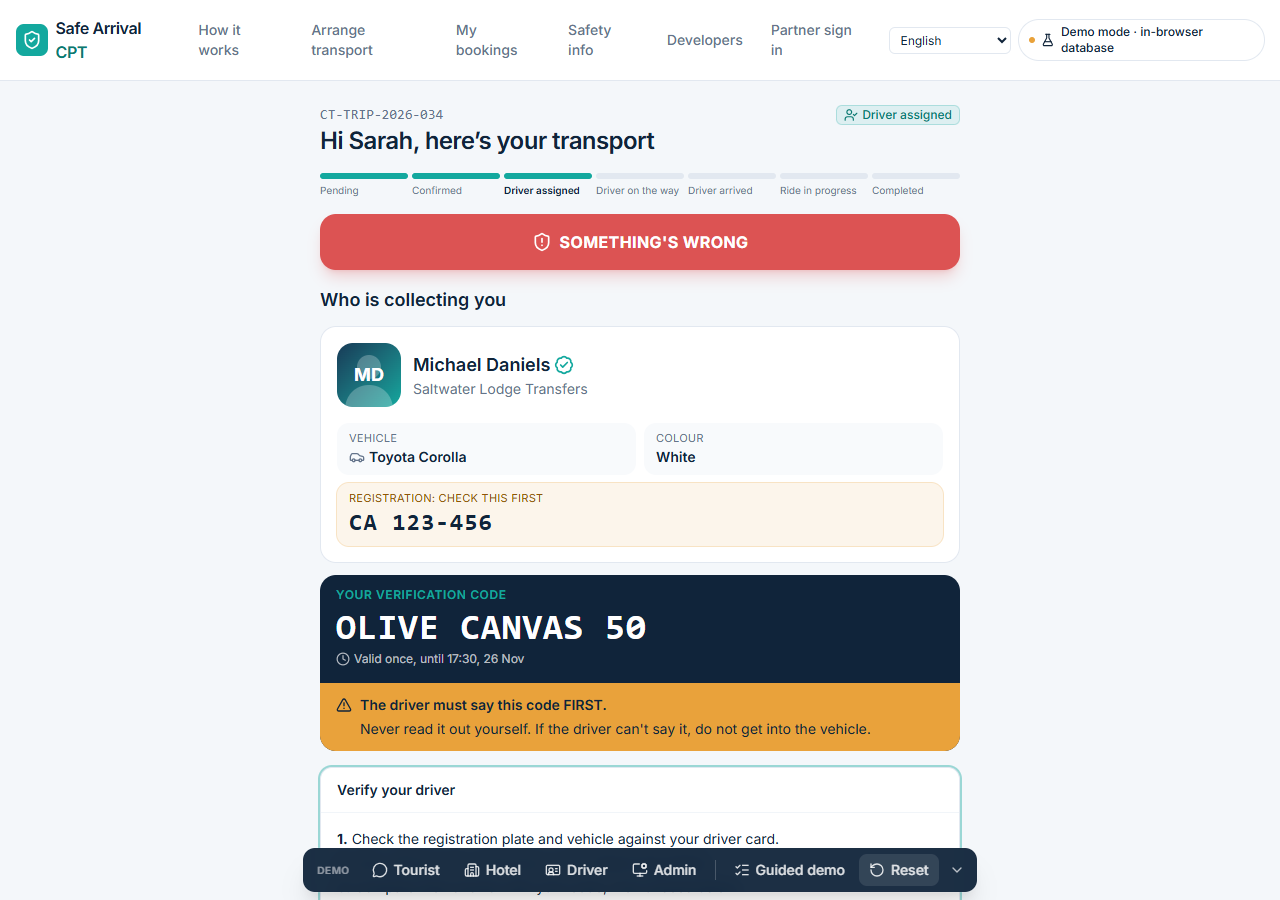 Safe Arrival
CPT
How it
works
Arrange
transport
My
bookings
Safety
info
Developers
Partner sign
in
English
Demo mode · in-browser
database
CT-TRIP-2026-034
Driver assigned
Hi Sarah, here’s your transport
Pending
Confirmed
Driver assigned
Driver on the way
Driver arrived
Ride in progress
Completed
SOMETHING'S WRONG
Who is collecting you
MD
Michael Daniels
Saltwater Lodge Transfers
VEHICLE
Toyota Corolla
COLOUR
White
REGISTRATION: CHECK THIS FIRST
CA 123-456
YOUR VERIFICATION CODE
OLIVE CANVAS 50
Valid once, until 17:30, 26 Nov
The driver must say this code FIRST.
Never read it out yourself. If the driver can't say it, do not get into the vehicle.
Verify your driver
1. Check the registration plate and vehicle against your driver card.
DEMO
Tourist
Hotel
Driver
Admin
Guided demo
Reset